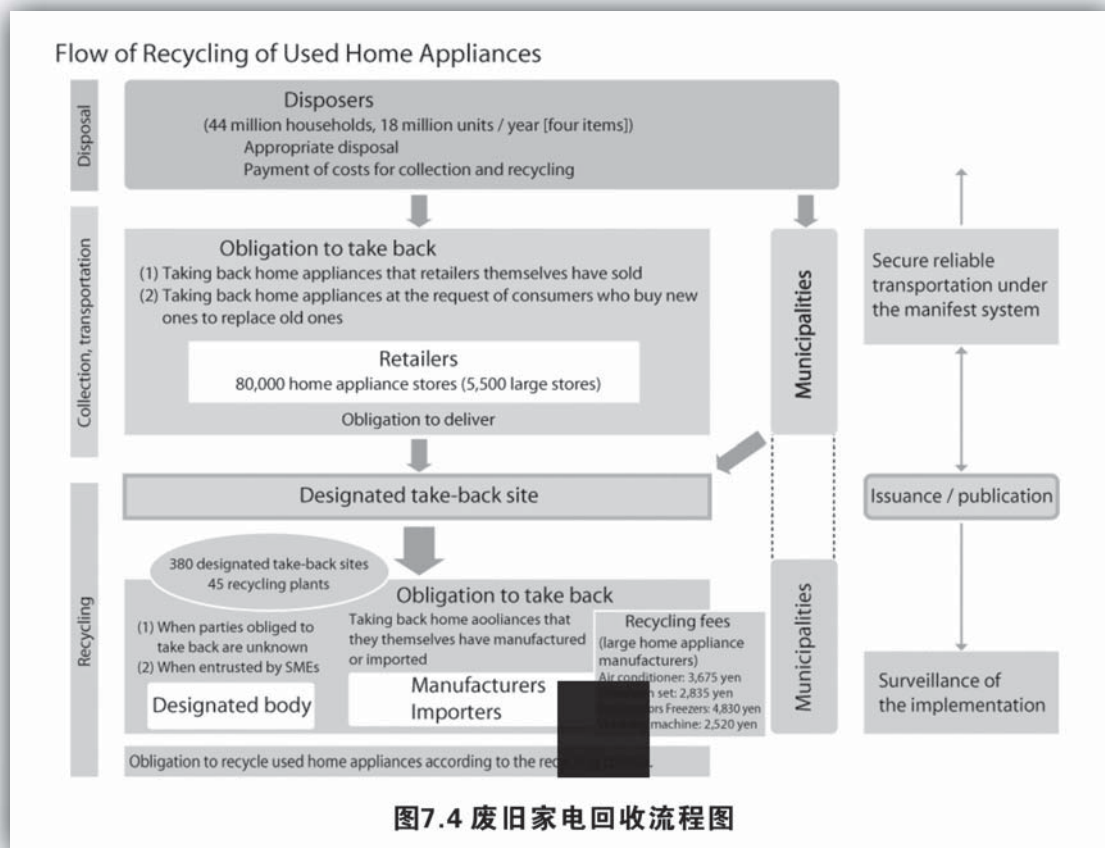 Flow of Recycling of Used Home Appliances
Disposal
Disposers
(44 million households, 18 million units / year [four items])
Appropriate disposal
Payment of costs for collection and recycling
Collection, transportation
Obligation to take back
(1) Taking back home appliances that retailers themselves have sold
(2) Taking back home appliances at the request of consumers who buy new
ones to replace old ones
Retailers
80,000 home appliance stores (5,500 large stores)
Obligation to deliver
Municipalities
Secure reliable
transportation under
the manifest system
Recycling
Designated take-back site
Issuance / publication
380 designated take-back sites
45 recycling plants
Obligation to take back
(1) When parties obliged to
take back are unknown
(2) When entrusted by SMEs
Designated body
Taking back home aooliances that
they themselves have manufactured
or imported
Manufacturers
Importers
Recycling fees
(large home appliance
manufacturers)
Air conditioner: 3,675 yen
set: 2,835 yen
Freezers: 4,830 yen
machine: 2,520 yen
Municipalities
Surveillance of
the implementation
Obligation to recycle used home appliances according to the
图7.4 废旧家电回收流程图